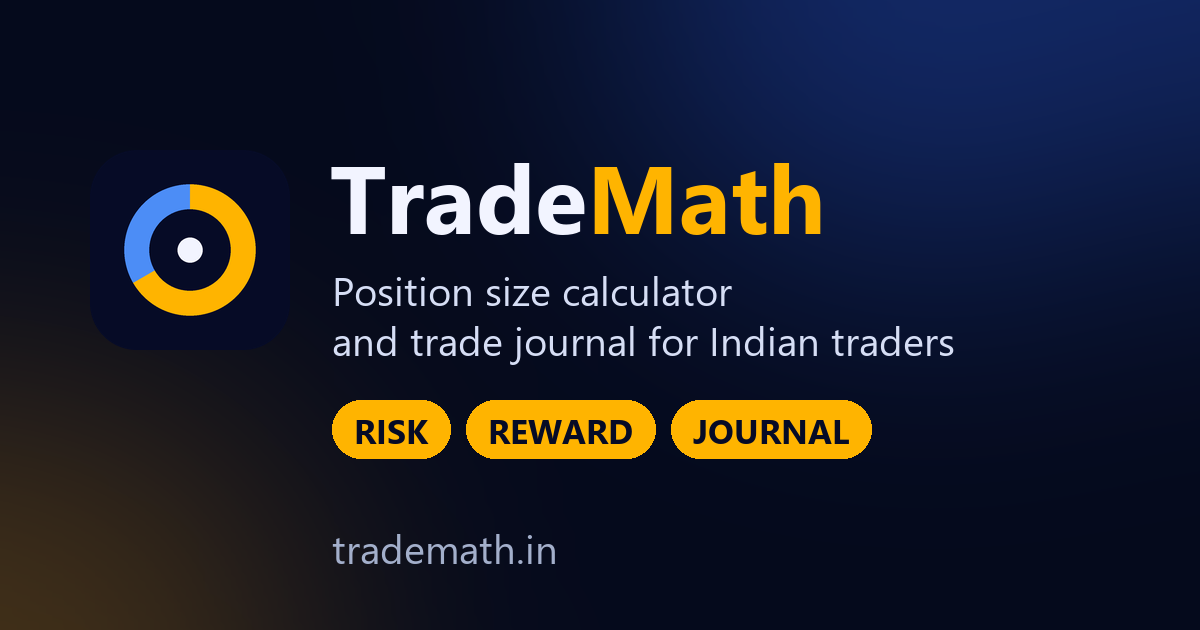 TradeMath
Position size calculator
and trade journal for Indian traders
RISK REWARD JOURNAL
trademath.in